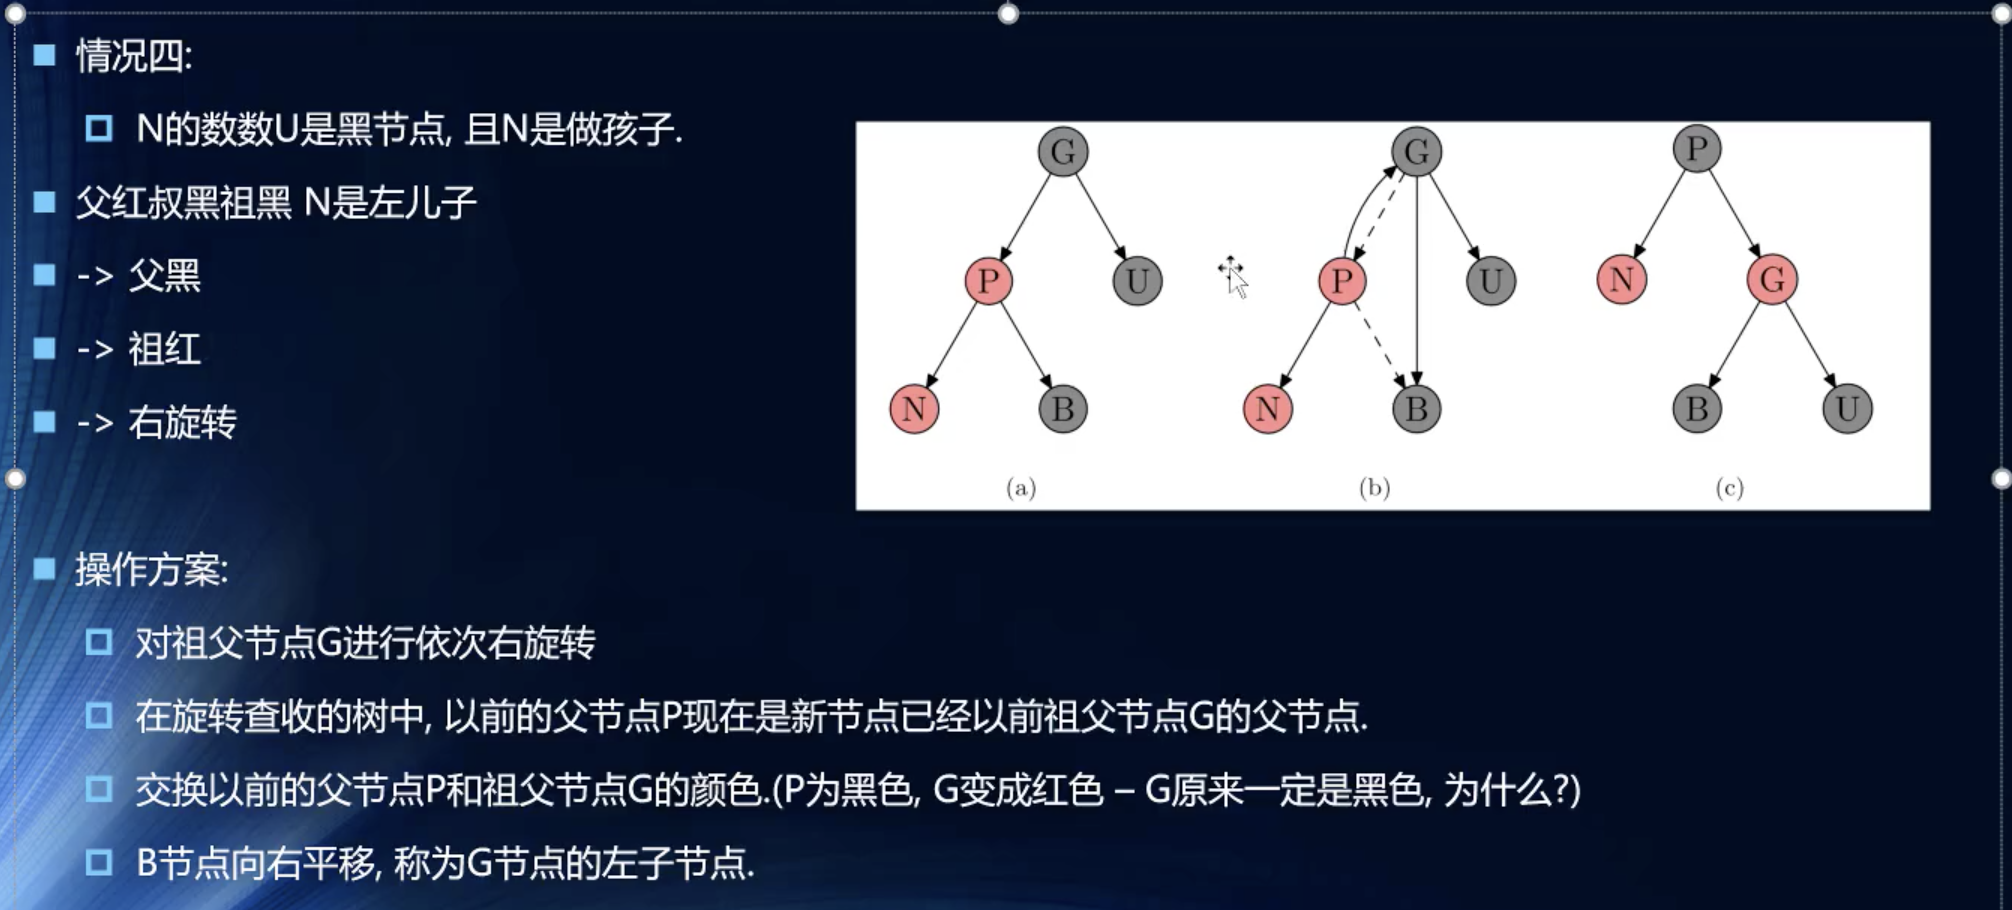 情况四:
N的数数U是黑节点, 且N是做孩子.
父红叔黑祖黑 N是左儿子
-> 父黑
-> 祖红
-> 右旋转
G G P
P U P U N G
N B N B B U
(a) (b) (c)
操作方案:
对祖父节点G进行依次右旋转
在旋转查收的树中, 以前的父节点P现在是新节点已经以前祖父节点G的父节点.
交换以前的父节点P和祖父节点G的颜色.(P为黑色, G变成红色 – G原来一定是黑色, 为什么?)
B节点向右平移, 称为G节点的左子节点.